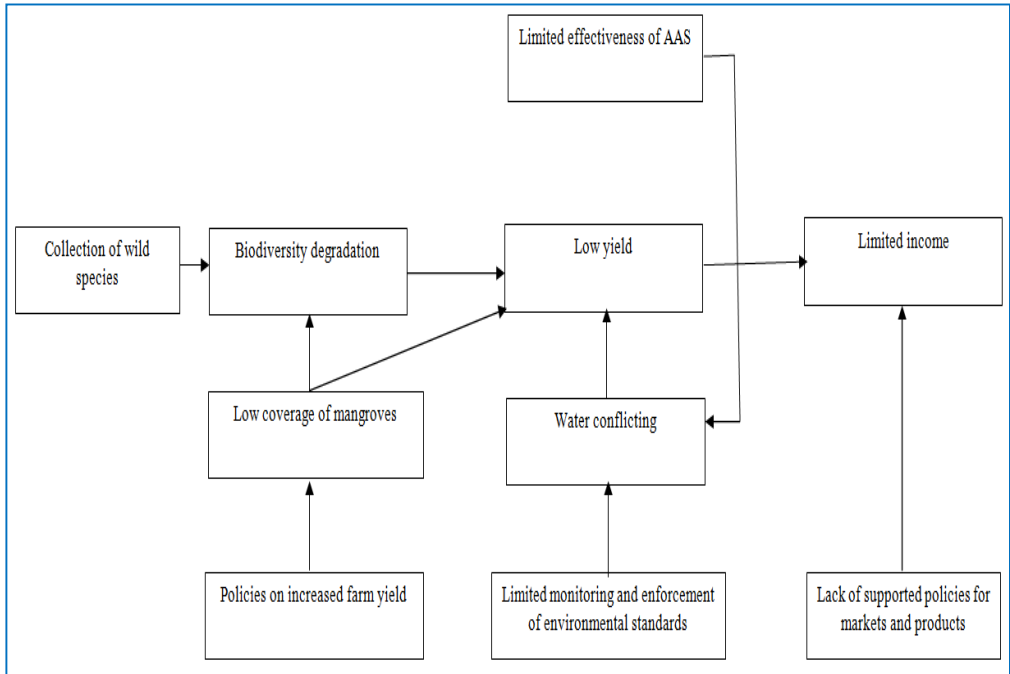 Limited effectiveness of AAS
Collection of wild
species
Biodiversity degradation
Low yield
Limited income
Low coverage of mangroves
Water conflicting
Policies on increased farm yield
Limited monitoring and enforcement
of environmental standards
Lack of supported policies for
markets and products